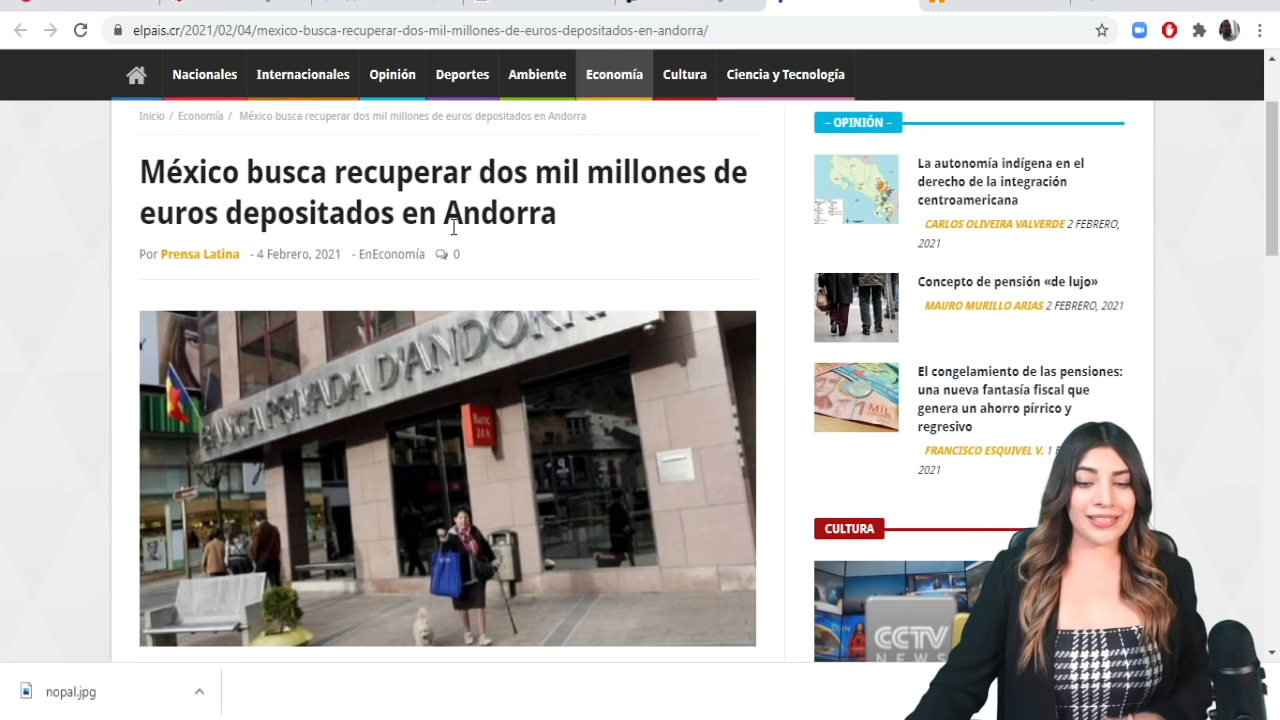 elpais.cr/2021/02/04/mexico-busca-recuperar-dos-mil-millones-de-euros-depositados-en-andorra/
Nacionales Internacionales Opinión Deportes Ambiente Economía Cultura Ciencia y Tecnología
Inicio / Economía / México busca recuperar dos mil millones de euros depositados en Andorra
México busca recuperar dos mil millones de
euros depositados en Andorra
Por Prensa Latina - 4 Febrero, 2021 - EnEconomía 0
BANCA PRIVADA D'ANDORRA
Banc
24 h
– OPINIÓN –
La autonomía indígena en el
derecho de la integración
centroamericana
CARLOS OLIVEIRA VALVERDE 2 FEBRERO,
2021
Concepto de pensión «de lujo»
MAURO MURILLO ARIAS 2 FEBRERO, 2021
El congelamiento de las pensiones:
una nueva fantasía fiscal que
genera un ahorro pírrico y
regresivo
FRANCISCO ESQUIVEL V. 1
2021
CULTURA
CCTV
NEWS
nopal.jpg